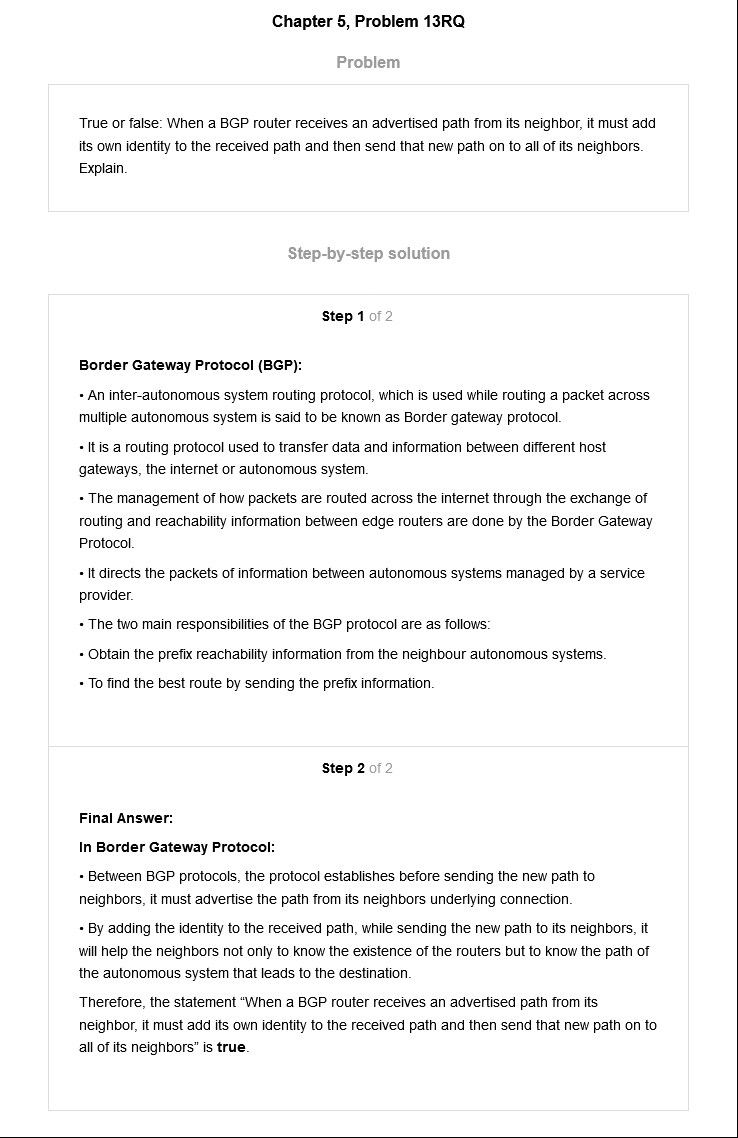 Chapter 5, Problem 13RQ
Problem
True or false: When a BGP router receives an advertised path from its neighbor, it must add
its own identity to the received path and then send that new path on to all of its neighbors.
Explain.
Step-by-step solution
Step 1 of 2
Border Gateway Protocol (BGP):
• An inter-autonomous system routing protocol, which is used while routing a packet across
multiple autonomous system is said to be known as Border gateway protocol.
• It is a routing protocol used to transfer data and information between different host
gateways, the internet or autonomous system.
• The management of how packets are routed across the internet through the exchange of
routing and reachability information between edge routers are done by the Border Gateway
Protocol.
• It directs the packets of information between autonomous systems managed by a service
provider.
• The two main responsibilities of the BGP protocol are as follows:
• Obtain the prefix reachability information from the neighbour autonomous systems.
• To find the best route by sending the prefix information.
Step 2 of 2
Final Answer:
In Border Gateway Protocol:
• Between BGP protocols, the protocol establishes before sending the new path to
neighbors, it must advertise the path from its neighbors underlying connection.
• By adding the identity to the received path, while sending the new path to its neighbors, it
will help the neighbors not only to know the existence of the routers but to know the path of
the autonomous system that leads to the destination.
Therefore, the statement “When a BGP router receives an advertised path from its
neighbor, it must add its own identity to the received path and then send that new path on to
all of its neighbors” is true.